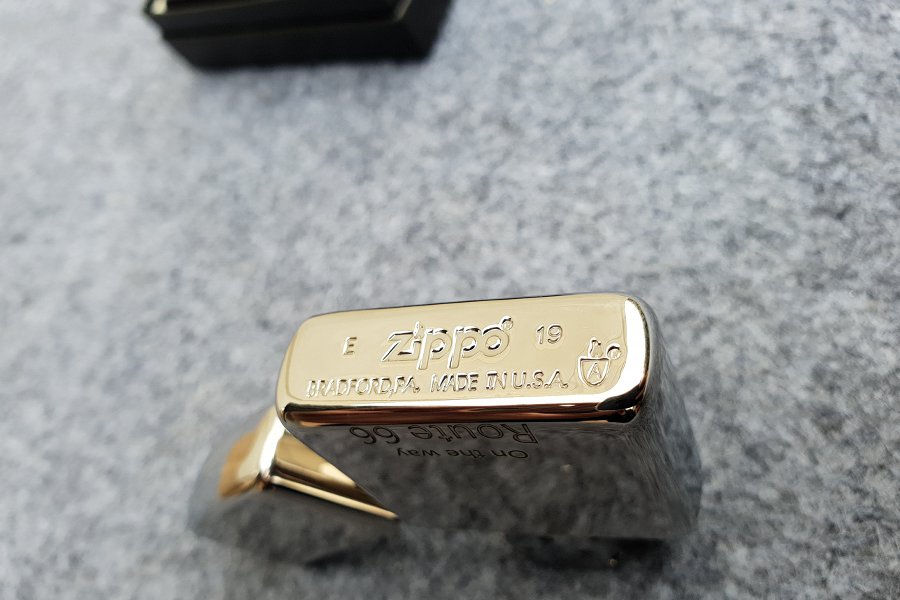 E zippo ® 19
BRADFORD,PA. MADE IN U.S.A. A
Route 66
On the way